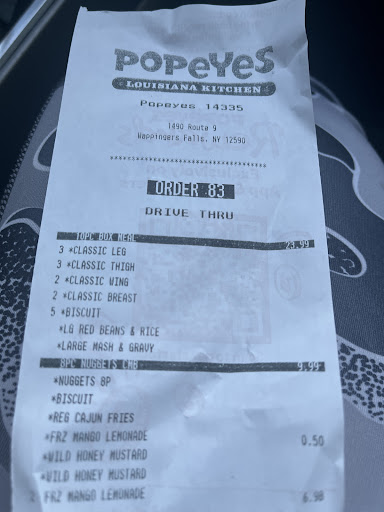 POPEYES
LOUISIANA KITCHEN
Popeyes 14335
1490 Route 9
Wappingers Falls, NY 12590
****************************************
ORDER 83
DRIVE THRU
10PC BOX MEAL 23.99
3 *CLASSIC LEG
3 *CLASSIC THIGH
2 *CLASSIC WING
2 *CLASSIC BREAST
5 *BISCUIT
*LG RED BEANS & RICE
*LARGE MASH & GRAVY
8PC NUGGETS CMB 9.99
*NUGGETS 8P
*BISCUIT
*REG CAJUN FRIES
*FRZ MANGO LEMONADE 0.50
*WILD HONEY MUSTARD
*WILD HONEY MUSTARD
2 FRZ MANGO LEMONADE 6.98